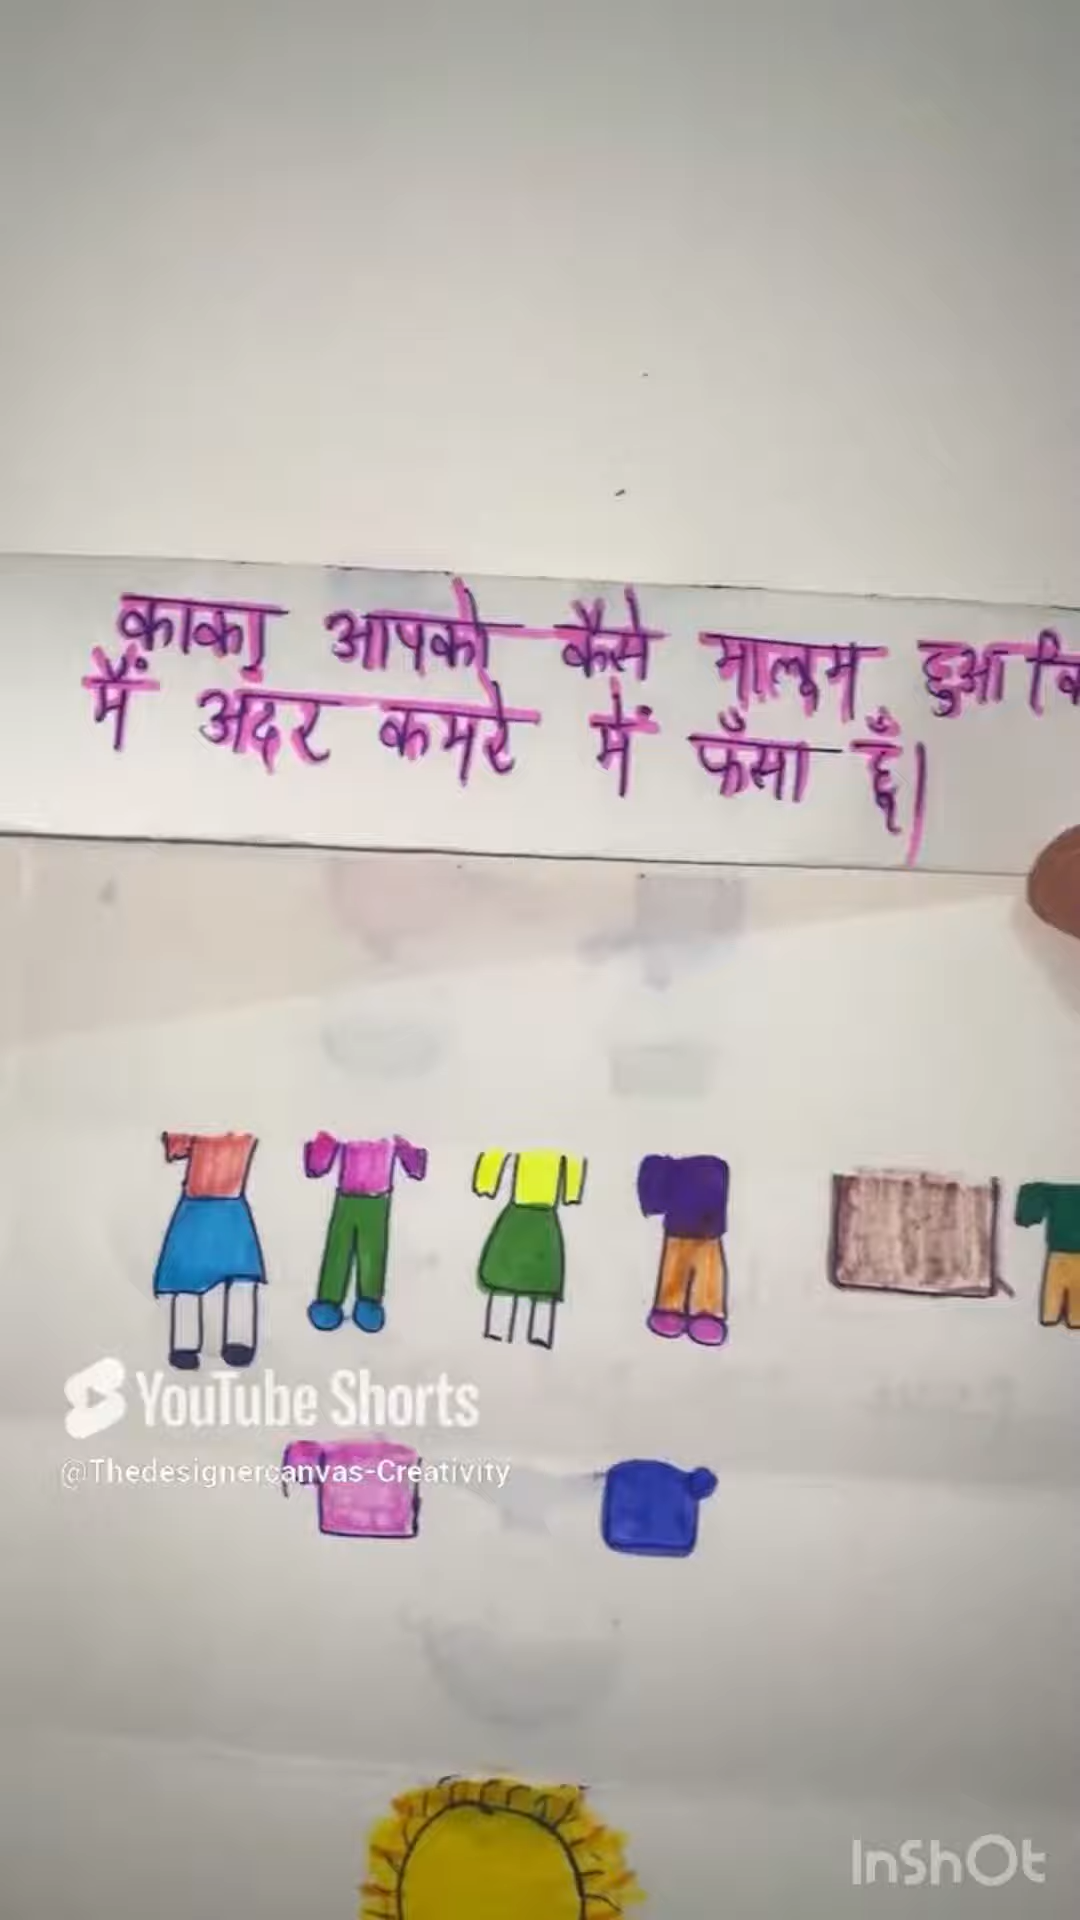 काका आपको कैसे मालूम हुआ कि
मैं अंदर कमरे में फँसा हूँ।
YouTube Shorts
@Thedesignercanvas-Creativity
InShOt